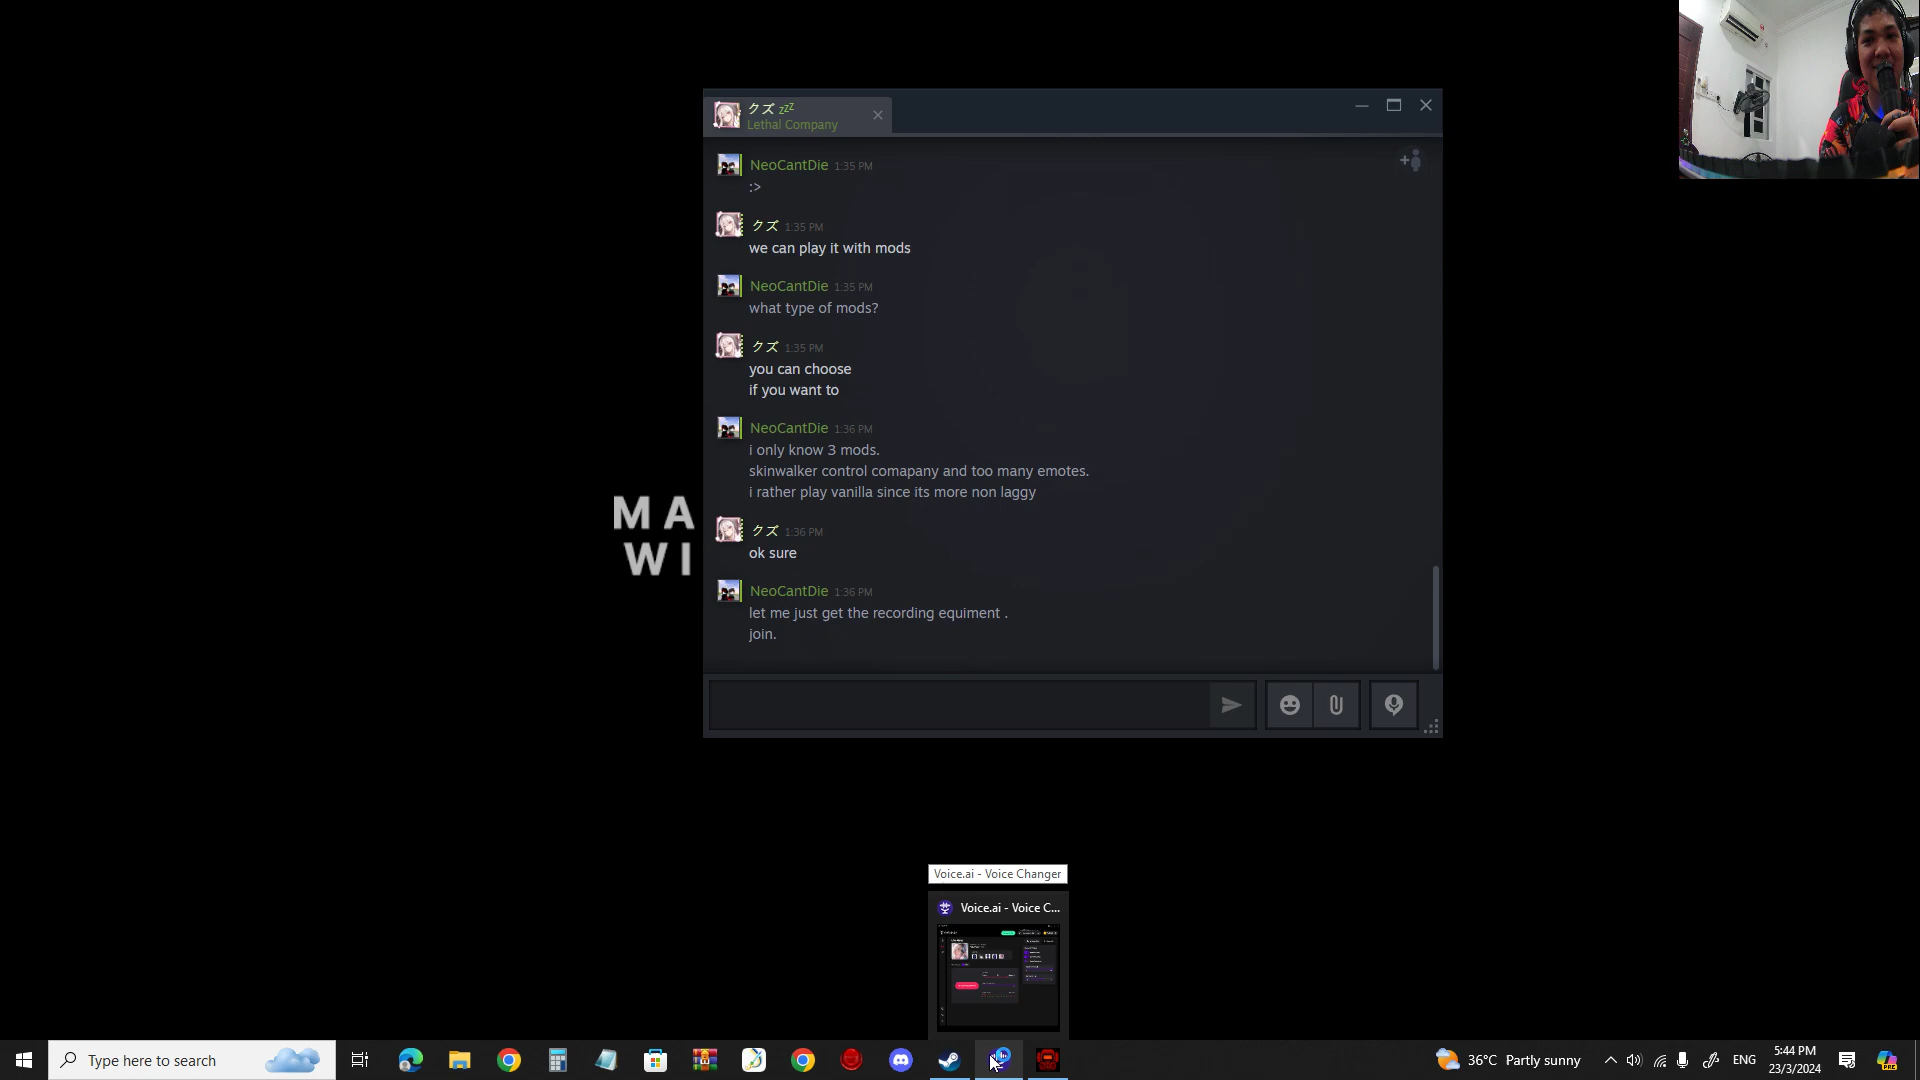 クズ zzz
Lethal Company
NeoCantDie 1:35 PM
:>
クズ 1:35 PM
we can play it with mods
NeoCantDie 1:35 PM
what type of mods?
クズ 1:35 PM
you can choose
if you want to
NeoCantDie 1:36 PM
i only know 3 mods.
skinwalker control comapany and too many emotes.
i rather play vanilla since its more non laggy
クズ 1:36 PM
ok sure
NeoCantDie 1:36 PM
let me just get the recording equiment .
join.
MA
WI
Voice.ai - Voice Changer
Voice.ai - Voice C...
Type here to search
36°C Partly sunny
ENG
5:44 PM
23/3/2024